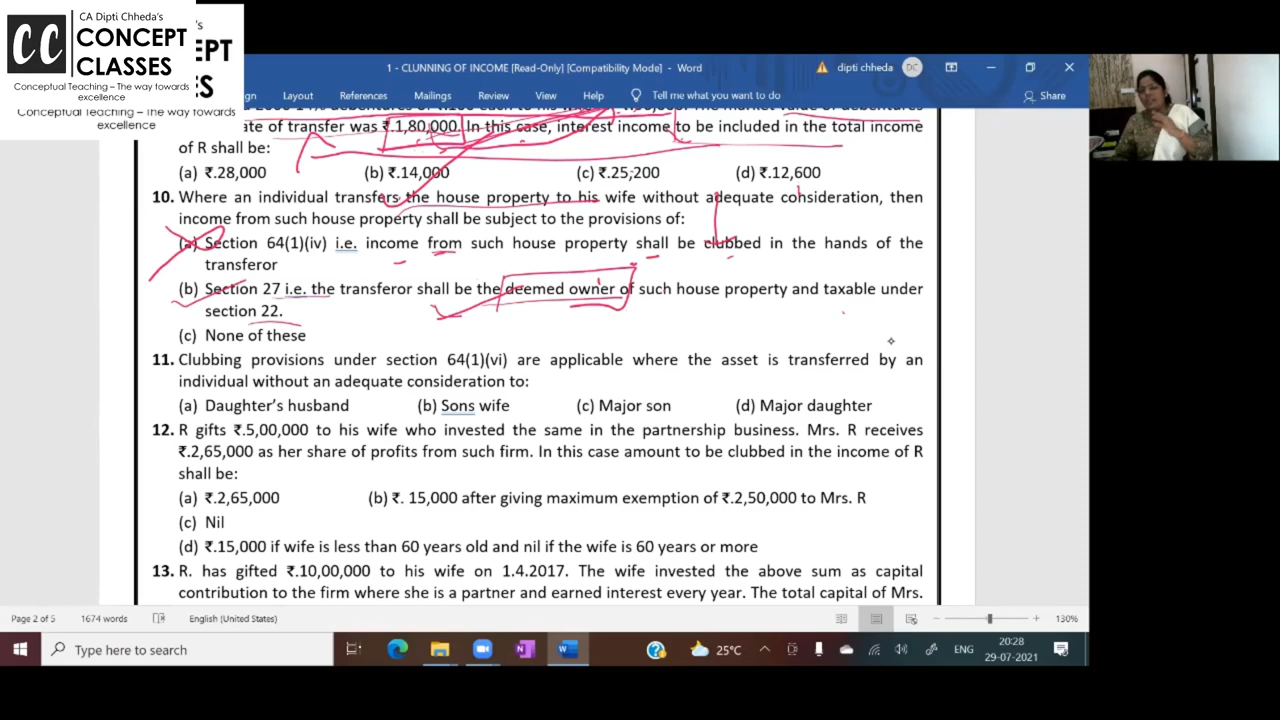 CA Dipti Chheda's
CONCEPT
CLASSES
Conceptual Teaching – The way towards
excellence
's
EPT
Conceptual Teaching – The way towards
excellence
1 - CLUNNING OF INCOME [Read-Only] [Compatibility Mode] - Word
dipti chheda
DC
Layout References Mailings Review View Help Tell me what you want to do
Share
ate of transfer was ₹.1,80,000. In this case, interest income to be included in the total income
of R shall be:
(a) ₹.28,000 (b) ₹.14,000 (c) ₹.25,200 (d) ₹.12,600
10. Where an individual transfers the house property to his wife without adequate consideration, then
income from such house property shall be subject to the provisions of:
(a) Section 64(1)(iv) i.e. income from such house property shall be clubbed in the hands of the
transferor
(b) Section 27 i.e. the transferor shall be the deemed owner of such house property and taxable under
section 22.
(c) None of these
11. Clubbing provisions under section 64(1)(vi) are applicable where the asset is transferred by an
individual without an adequate consideration to:
(a) Daughter's husband (b) Sons wife (c) Major son (d) Major daughter
12. R gifts ₹.5,00,000 to his wife who invested the same in the partnership business. Mrs. R receives
₹.2,65,000 as her share of profits from such firm. In this case amount to be clubbed in the income of R
shall be:
(a) ₹.2,65,000 (b) ₹. 15,000 after giving maximum exemption of ₹.2,50,000 to Mrs. R
(c) Nil
(d) ₹.15,000 if wife is less than 60 years old and nil if the wife is 60 years or more
13. R. has gifted ₹.10,00,000 to his wife on 1.4.2017. The wife invested the above sum as capital
contribution to the firm where she is a partner and earned interest every year. The total capital of Mrs.
Page 2 of 5 1674 words English (United States) 130%
Type here to search
25°C ENG
20:28
29-07-2021